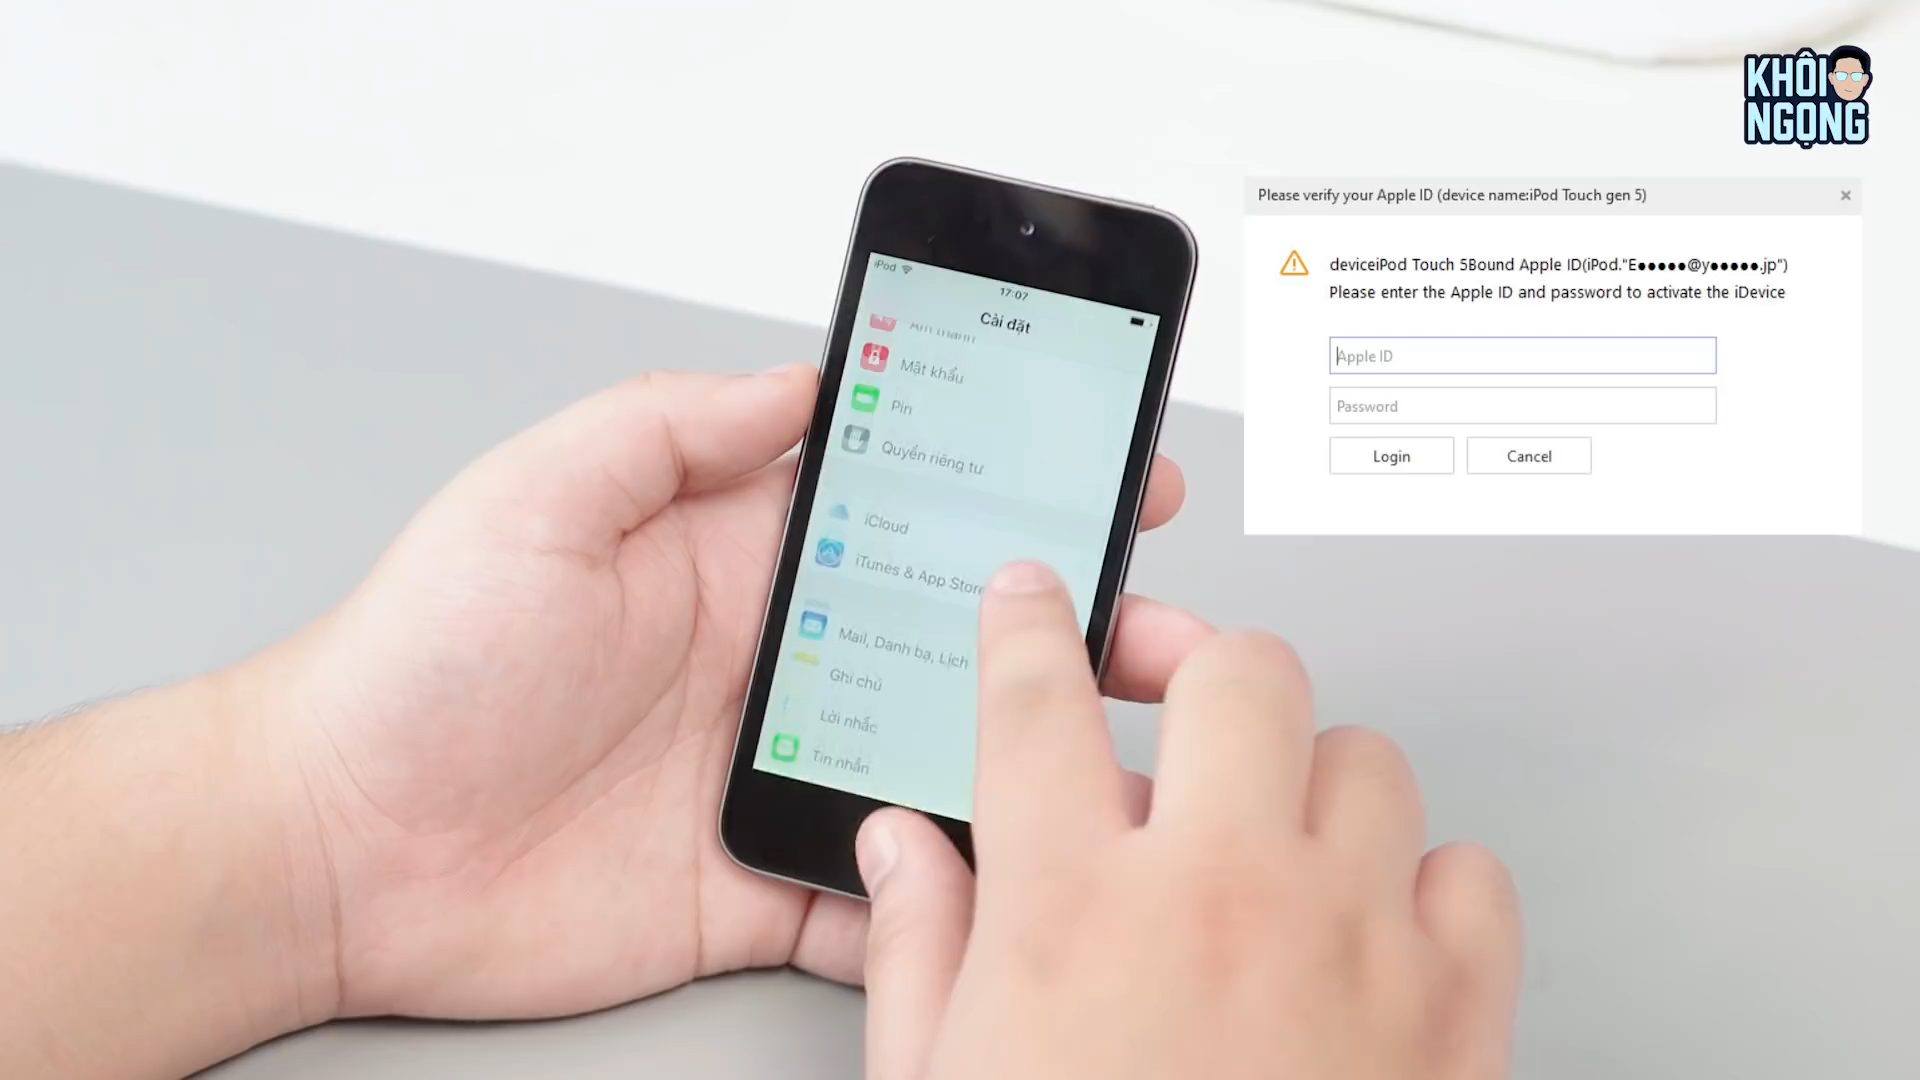 KHÔI
NGỌNG
Please verify your Apple ID (device name:iPod Touch gen 5)
deviceiPod Touch 5Bound Apple ID(iPod."E●●●●●@y●●●●●.jp")
Please enter the Apple ID and password to activate the iDevice
Apple ID
Password
Login Cancel
iPod
17:07
Cài đặt
Mật khẩu
Pin
Quyền riêng tư
iCloud
iTunes & App Store
Mail, Danh bạ, Lịch
Ghi chú
Lời nhắc
Tin nhắn